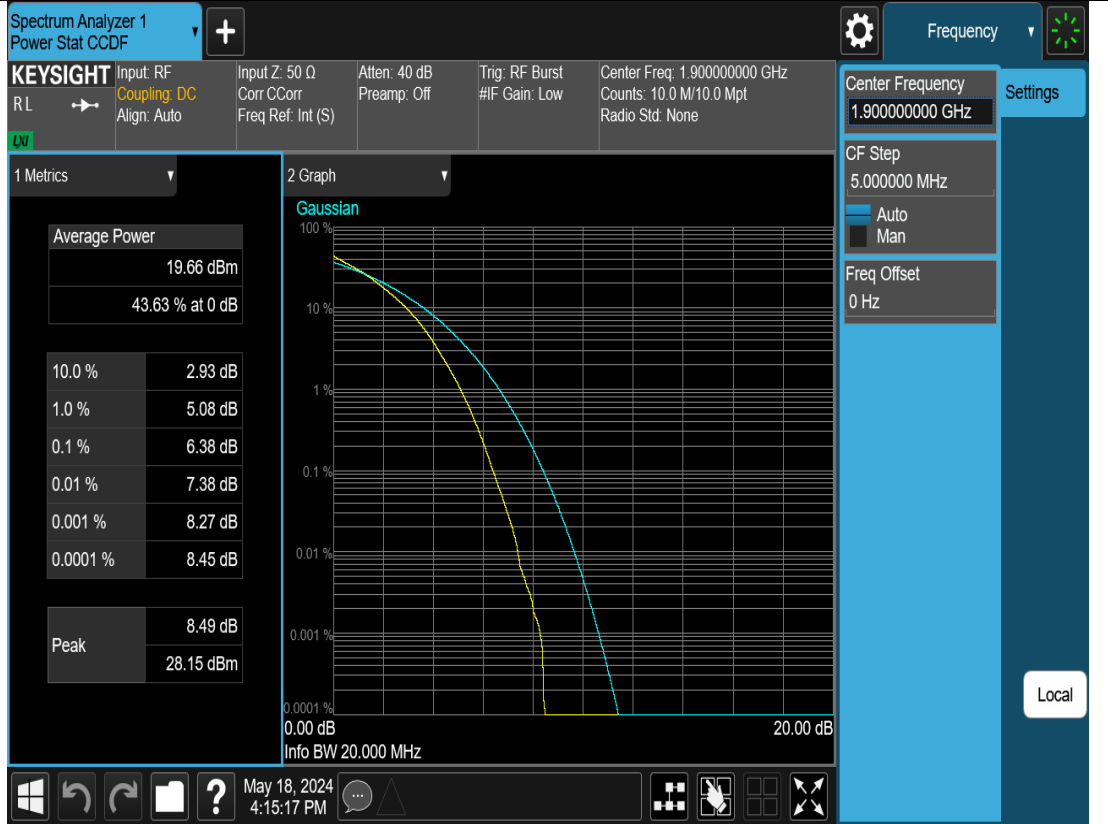 Spectrum Analyzer 1
Power Stat CCDF
+
Frequency
KEYSIGHT
RL
LXI
Input: RF
Coupling: DC
Align: Auto
Input Z: 50 Ω
Corr CCorr
Freq Ref: Int (S)
Atten: 40 dB
Preamp: Off
Trig: RF Burst
#IF Gain: Low
Center Freq: 1.900000000 GHz
Counts: 10.0 M/10.0 Mpt
Radio Std: None
Center Frequency
1.900000000 GHz
Settings
CF Step
5.000000 MHz
Auto
Man
Freq Offset
0 Hz
1 Metrics
Average Power
19.66 dBm
43.63 % at 0 dB
10.0 % 2.93 dB
1.0 % 5.08 dB
0.1 % 6.38 dB
0.01 % 7.38 dB
0.001 % 8.27 dB
0.0001 % 8.45 dB
Peak 8.49 dB
28.15 dBm
2 Graph
Gaussian
100 %
10 %
1 %
0.1 %
0.01 %
0.001 %
0.0001 %
0.00 dB 20.00 dB
Info BW 20.000 MHz
Local
?
May 18, 2024
4:15:17 PM